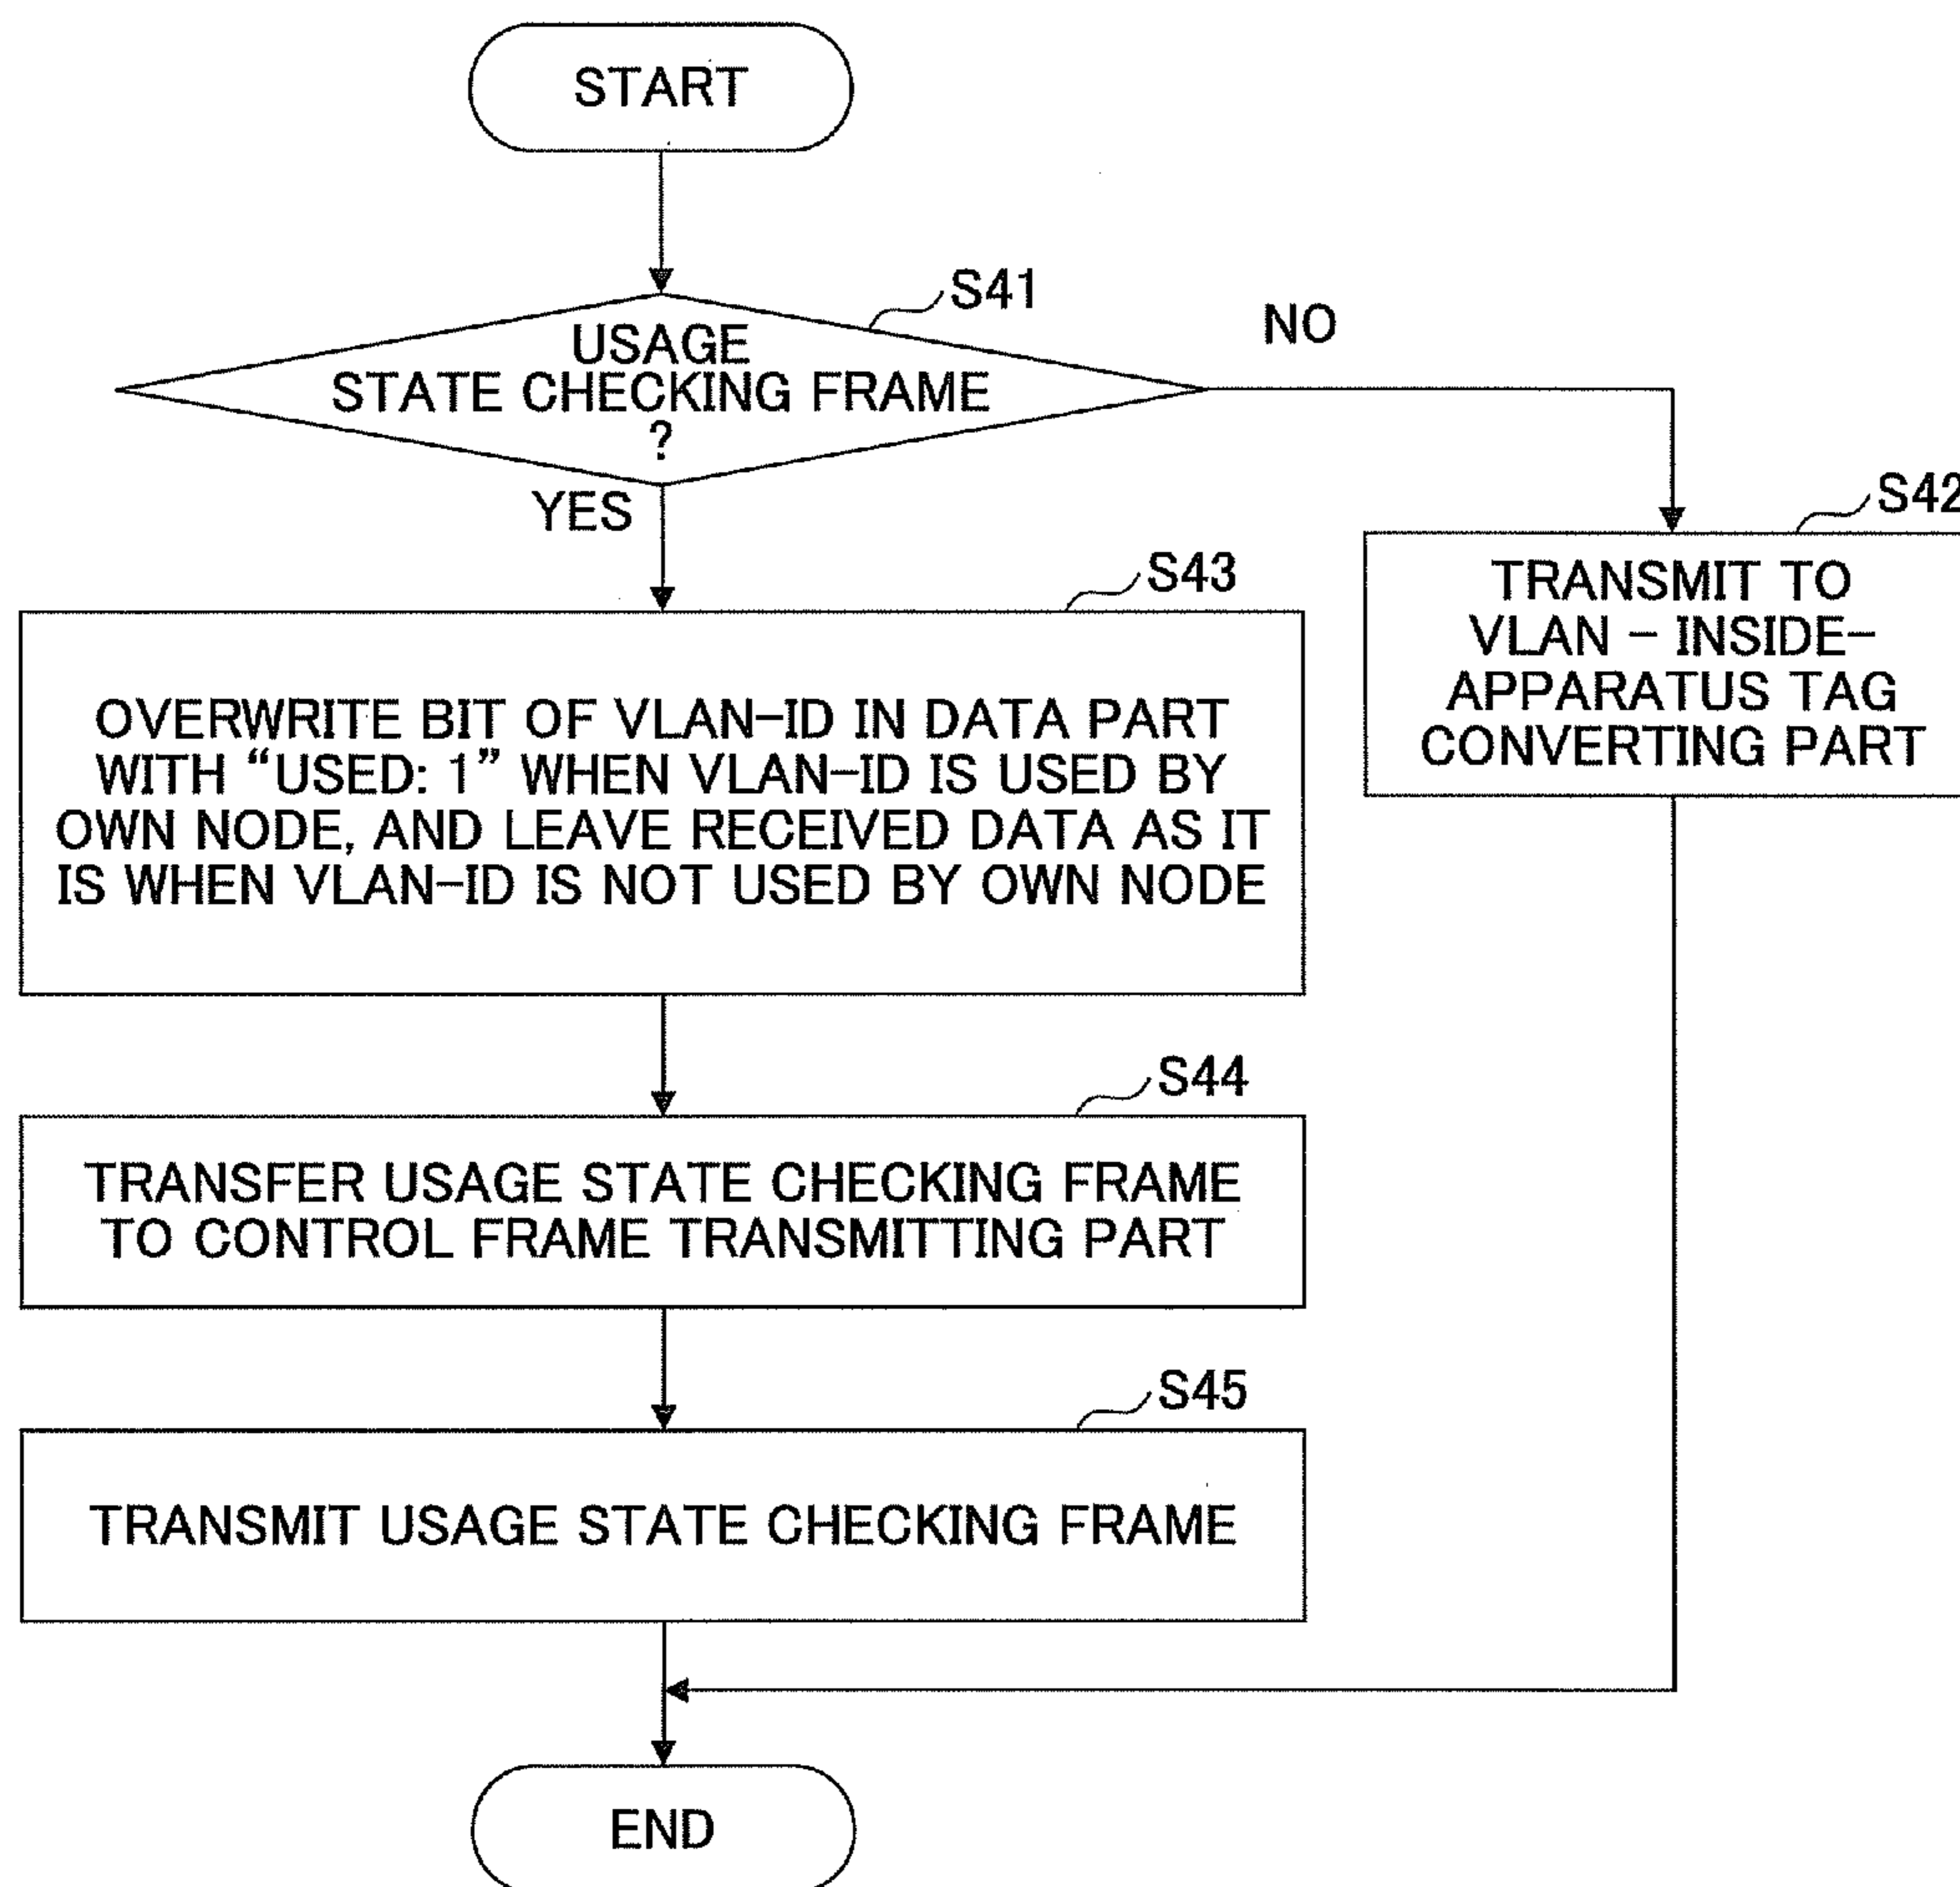 START
S41
USAGE
STATE CHECKING FRAME
?
NO
YES
S42
TRANSMIT TO
VLAN - INSIDE-
APPARATUS TAG
CONVERTING PART
S43
OVERWRITE BIT OF VLAN-ID IN DATA PART
WITH “USED: 1” WHEN VLAN-ID IS USED BY
OWN NODE, AND LEAVE RECEIVED DATA AS IT
IS WHEN VLAN-ID IS NOT USED BY OWN NODE
S44
TRANSFER USAGE STATE CHECKING FRAME
TO CONTROL FRAME TRANSMITTING PART
S45
TRANSMIT USAGE STATE CHECKING FRAME
END